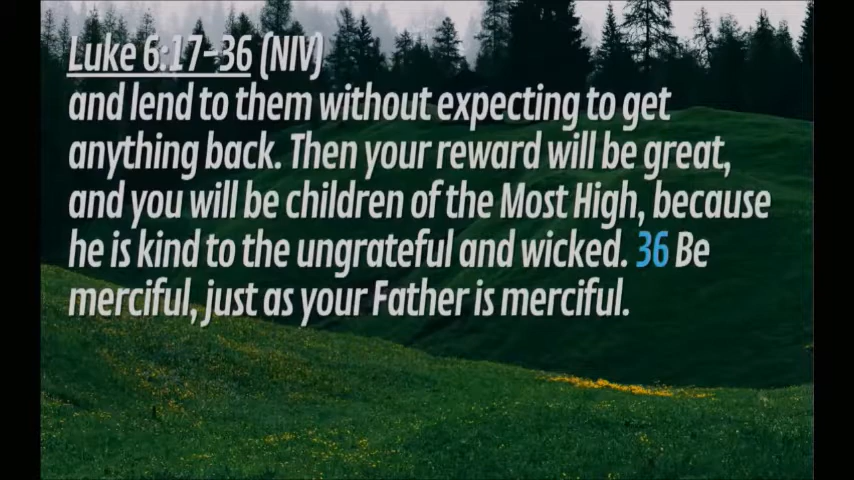 Luke 6:17-36 (NIV)
and lend to them without expecting to get
anything back. Then your reward will be great,
and you will be children of the Most High, because
he is kind to the ungrateful and wicked. 36 Be
merciful, just as your Father is merciful.